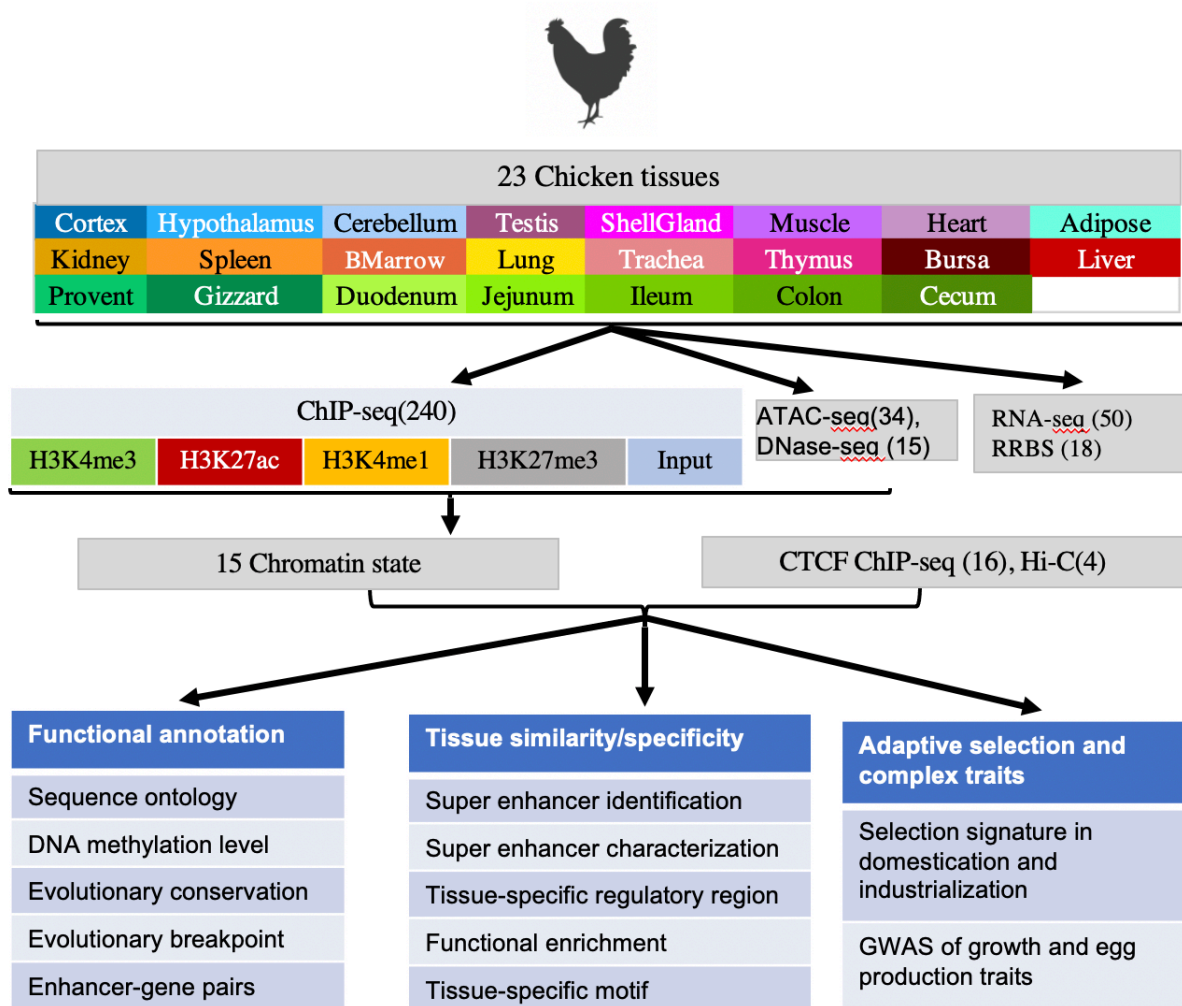 23 Chicken tissues
Cortex Hypothalamus Cerebellum Testis ShellGland Muscle Heart Adipose
Kidney Spleen BMarrow Lung Trachea Thymus Bursa Liver
Provent Gizzard Duodenum Jejunum Ileum Colon Cecum
ChIP-seq(240)
H3K4me3 H3K27ac H3K4me1 H3K27me3 Input
ATAC-seq(34),
DNase-seq (15)
RNA-seq (50)
RRBS (18)
15 Chromatin state
CTCF ChIP-seq (16), Hi-C(4)
Functional annotation
Sequence ontology
DNA methylation level
Evolutionary conservation
Evolutionary breakpoint
Enhancer-gene pairs
Tissue similarity/specificity
Super enhancer identification
Super enhancer characterization
Tissue-specific regulatory region
Functional enrichment
Tissue-specific motif
Adaptive selection and
complex traits
Selection signature in
domestication and
industrialization
GWAS of growth and egg
production traits